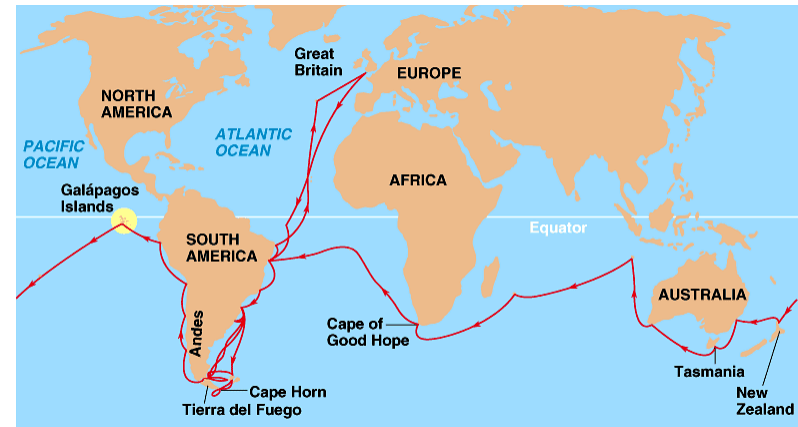 Great
Britain
EUROPE
NORTH
AMERICA
ATLANTIC
OCEAN
PACIFIC
OCEAN
AFRICA
Galápagos
Islands
Equator
SOUTH
AMERICA
AUSTRALIA
Andes
Cape of
Good Hope
Tasmania
Cape Horn
New
Zealand
Tierra del Fuego